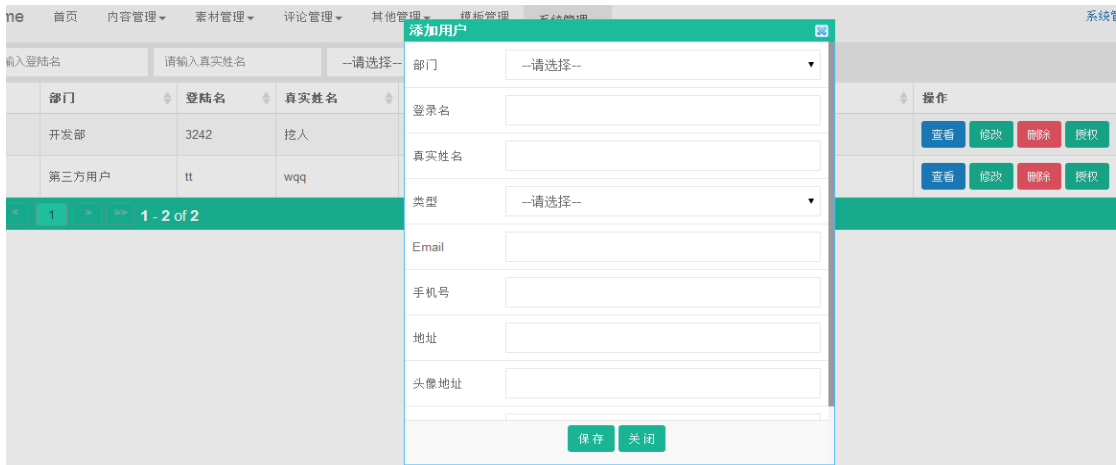 me 首页 内容管理 素材管理 评论管理 其他管理 模板管理 系统管理 系统管
输入登陆名 请输入真实姓名 --请选择--
部门 登陆名 真实姓名 操作
开发部 3242 挖人 查看 修改 删除 授权
第三方用户 tt wqq 查看 修改 删除 授权
< 1 > >> 1 - 2 of 2
添加用户
部门 --请选择--
登录名
真实姓名
类型 --请选择--
Email
手机号
地址
头像地址
保存 关闭